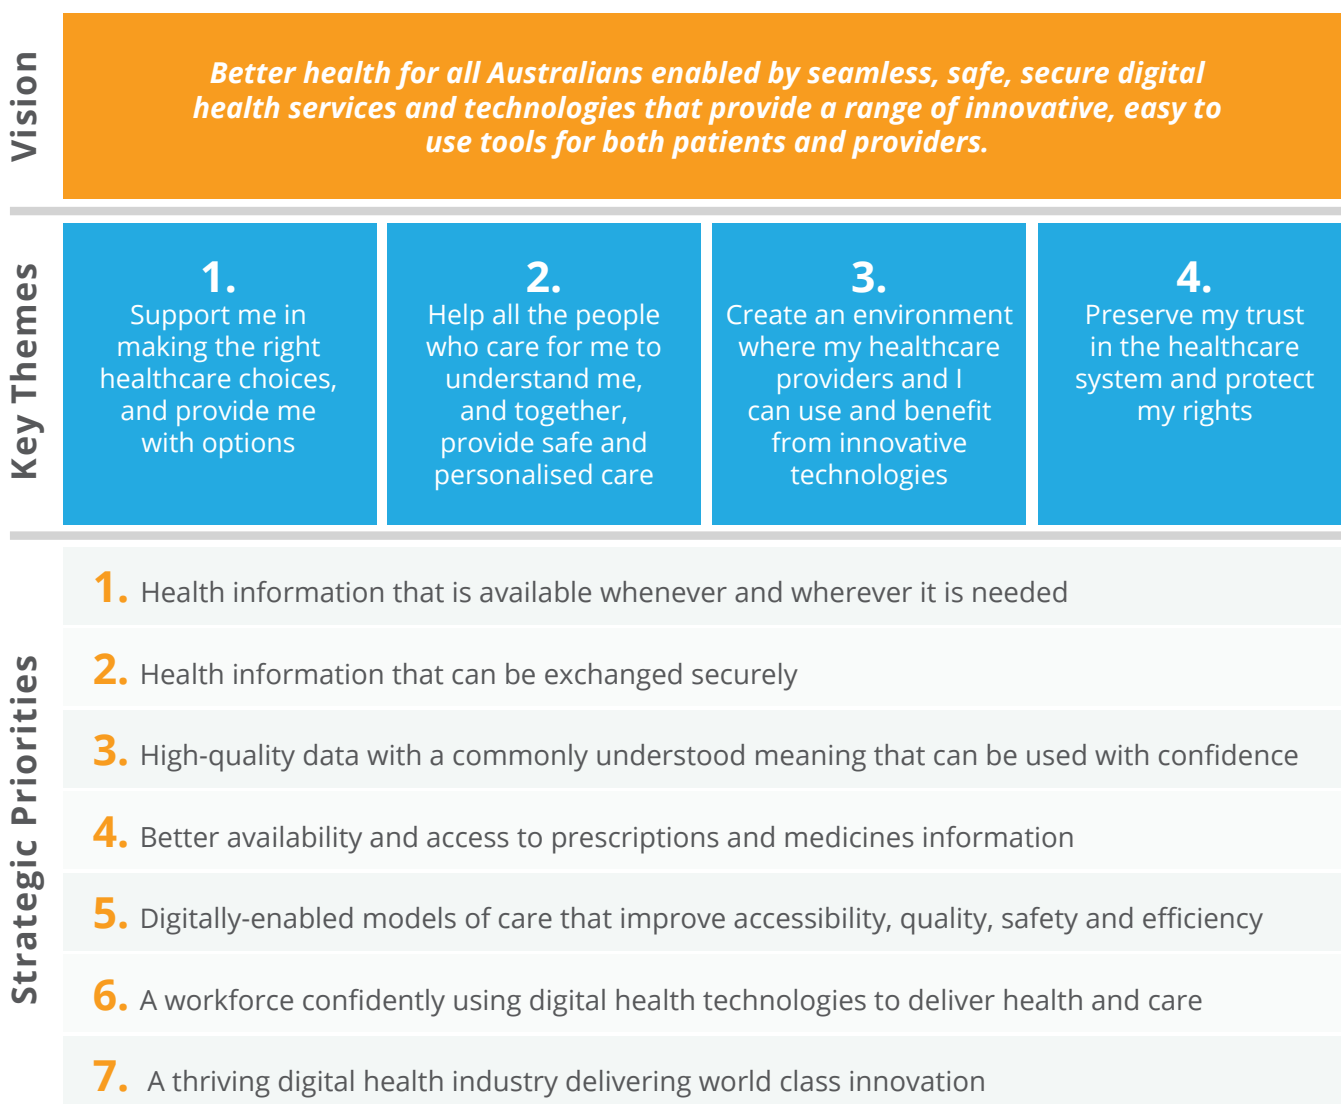 Vision
Better health for all Australians enabled by seamless, safe, secure digital
health services and technologies that provide a range of innovative, easy to
use tools for both patients and providers.
Key Themes
1.
Support me in
making the right
healthcare choices,
and provide me
with options
2.
Help all the people
who care for me to
understand me,
and together,
provide safe and
personalised care
3.
Create an environment
where my healthcare
providers and I
can use and benefit
from innovative
technologies
4.
Preserve my trust
in the healthcare
system and protect
my rights
Strategic Priorities
1. Health information that is available whenever and wherever it is needed
2. Health information that can be exchanged securely
3. High-quality data with a commonly understood meaning that can be used with confidence
4. Better availability and access to prescriptions and medicines information
5. Digitally-enabled models of care that improve accessibility, quality, safety and efficiency
6. A workforce confidently using digital health technologies to deliver health and care
7. A thriving digital health industry delivering world class innovation